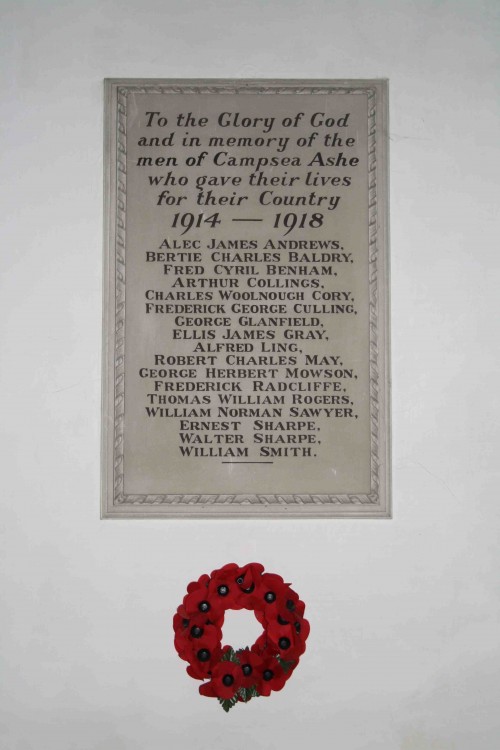 To the Glory of God
and in memory of the
men of Campsea Ashe
who gave their lives
for their Country
1914 — 1918
ALEC JAMES ANDREWS,
BERTIE CHARLES BALDRY,
FRED CYRIL BENHAM,
ARTHUR COLLINGS,
CHARLES WOOLNOUGH CORY,
FREDERICK GEORGE CULLING,
GEORGE GLANFIELD,
ELLIS JAMES GRAY,
ALFRED LING,
ROBERT CHARLES MAY,
GEORGE HERBERT MOWSON,
FREDERICK RADCLIFFE,
THOMAS WILLIAM ROGERS,
WILLIAM NORMAN SAWYER,
ERNEST SHARPE,
WALTER SHARPE,
WILLIAM SMITH.